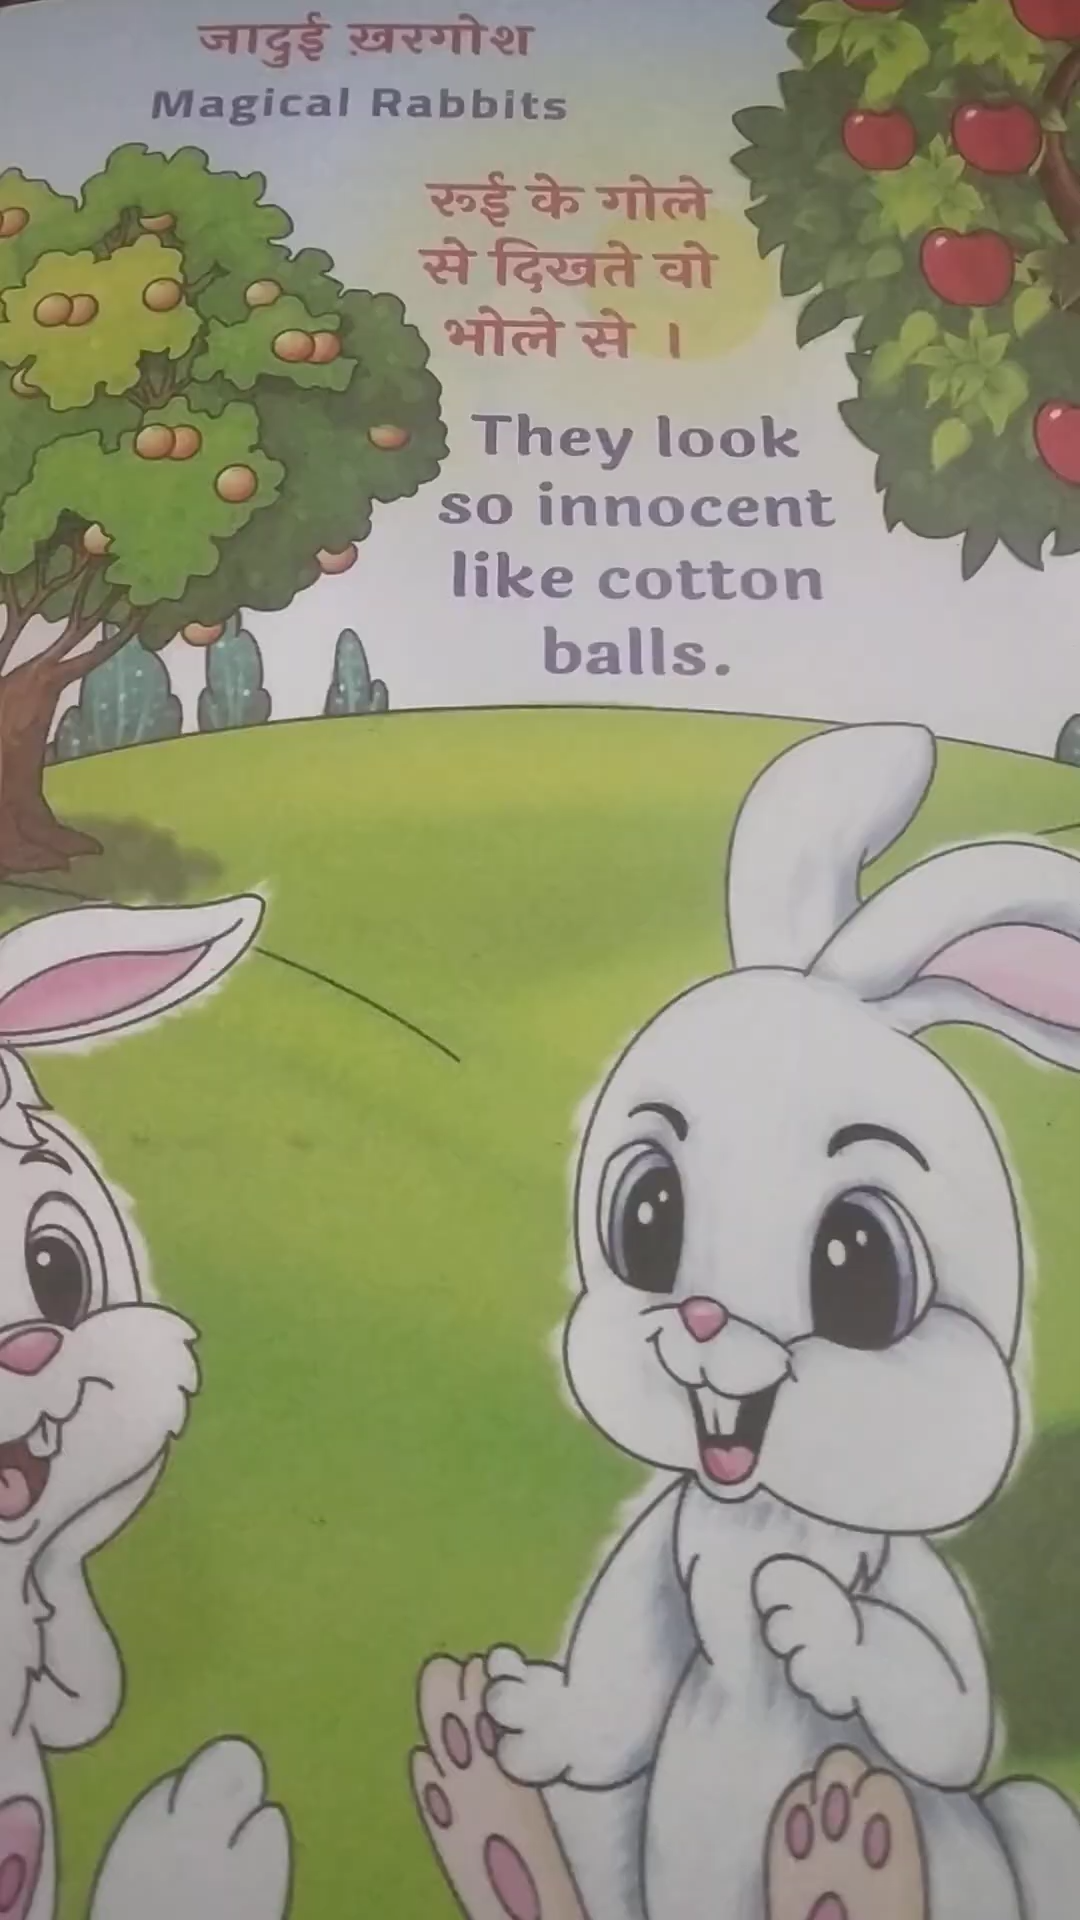 जादुई ख़रगोश
Magical Rabbits
रूई के गोले
से दिखते वो
भोले से ।
They look
so innocent
like cotton
balls.